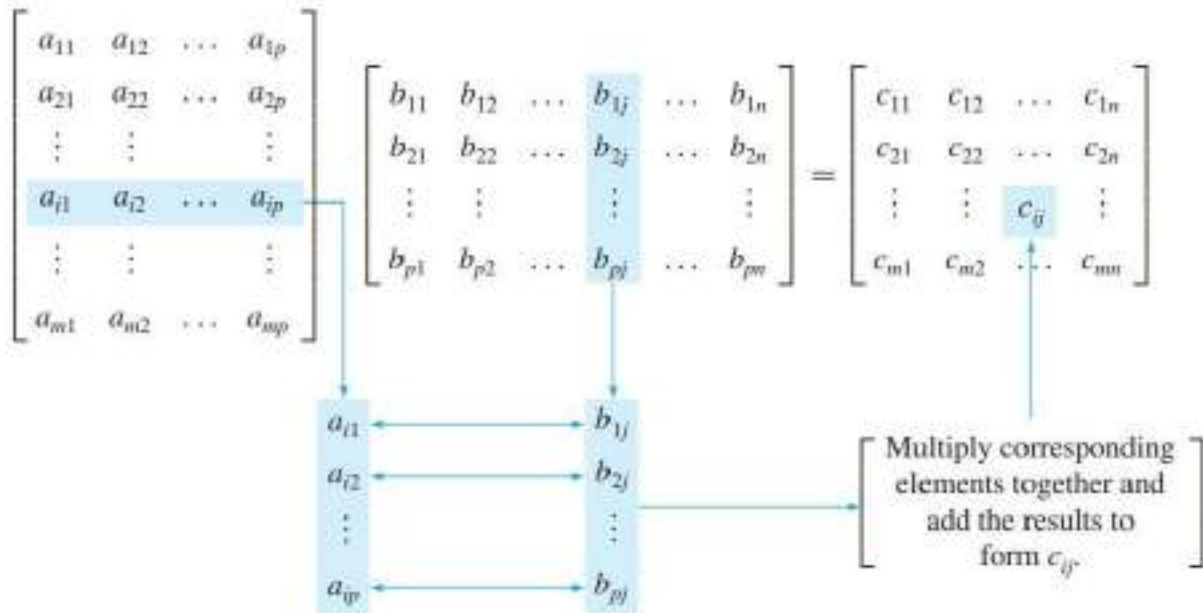 a₁₁ a₁₂ ... a₁ₚ
a₂₁ a₂₂ ... a₂ₚ
⋮ ⋮ ⋮
aᵢ₁ aᵢ₂ ... aᵢₚ
⋮ ⋮ ⋮
aₘ₁ aₘ₂ ... aₘₚ
b₁₁ b₁₂ ... b₁ⱼ ... b₁ₙ
b₂₁ b₂₂ ... b₂ⱼ ... b₂ₙ
⋮ ⋮ ⋮ ⋮
bₚ₁ bₚ₂ ... bₚⱼ ... bₚₙ
=
c₁₁ c₁₂ ... c₁ₙ
c₂₁ c₂₂ ... c₂ₙ
⋮ ⋮ cᵢⱼ ⋮
cₘ₁ cₘ₂ ... cₘₙ
aᵢ₁ b₁ⱼ
aᵢ₂ b₂ⱼ
⋮ ⋮
aᵢₚ bₚⱼ
Multiply corresponding
elements together and
add the results to
form cᵢⱼ.